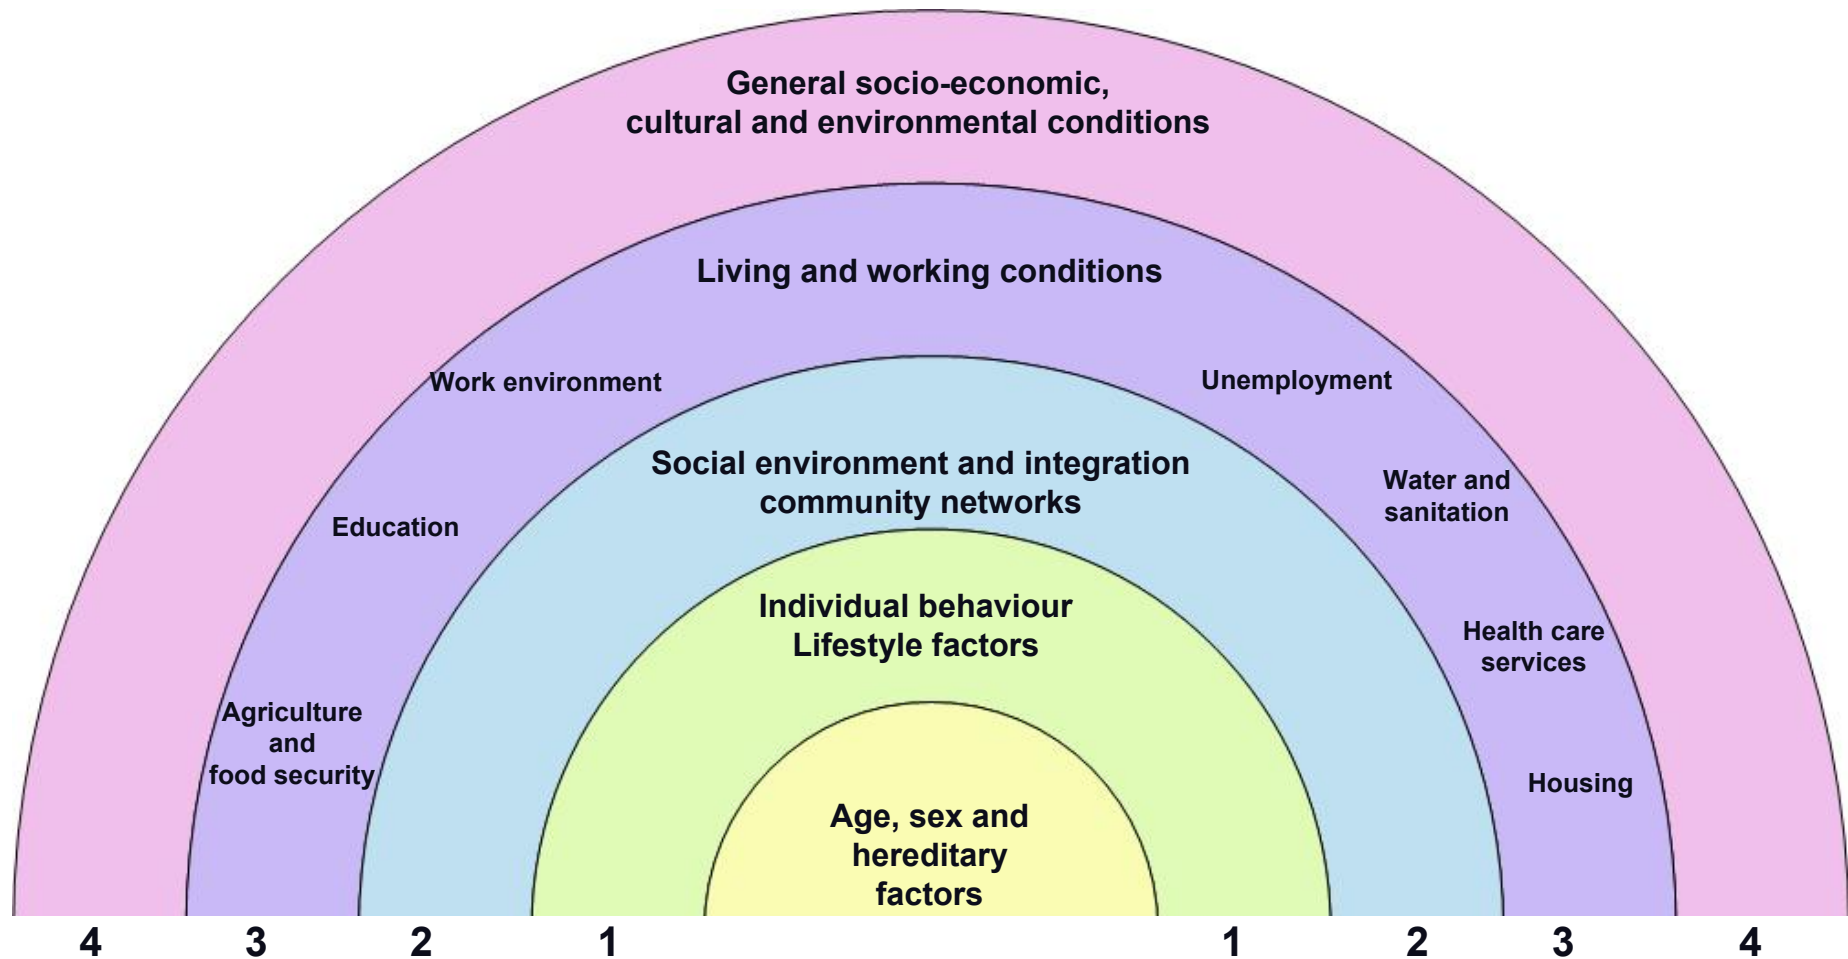 General socio-economic,
cultural and environmental conditions
Living and working conditions
Work environment
Unemployment
Social environment and integration
community networks
Water and
sanitation
Education
Individual behaviour
Lifestyle factors
Health care
services
Agriculture
and
food security
Housing
Age, sex and
hereditary
factors
4 3 2 1 1 2 3 4